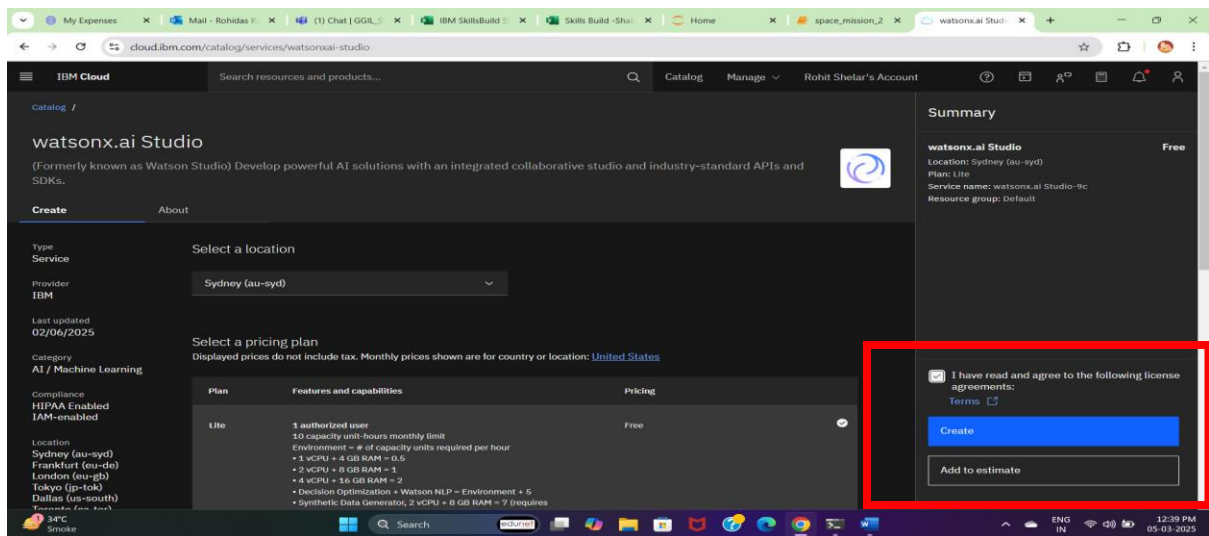 My Expenses
Mail - Rohidas K
(1) Chat | GGIL_S
IBM SkillsBuild S
Skills Build -Shai
Home
space_mission_2
watsonx.ai Studi
cloud.ibm.com/catalog/services/watsonxai-studio
IBM Cloud
Search resources and products...
Catalog
Manage
Rohit Shelar's Account
Catalog /
watsonx.ai Studio
(Formerly known as Watson Studio) Develop powerful AI solutions with an integrated collaborative studio and industry-standard APIs and
SDKs.
Create
About
Type
Service
Provider
IBM
Last updated
02/06/2025
Category
AI / Machine Learning
Compliance
HIPAA Enabled
IAM-enabled
Location
Sydney (au-syd)
Frankfurt (eu-de)
London (eu-gb)
Tokyo (jp-tok)
Dallas (us-south)
Toronto (ca-tor)
Select a location
Sydney (au-syd)
Select a pricing plan
Displayed prices do not include tax. Monthly prices shown are for country or location: United States
Plan
Features and capabilities
Pricing
Lite
1 authorized user
Free
10 capacity unit-hours monthly limit
Environment = # of capacity units required per hour
• 1 vCPU + 4 GB RAM = 0.5
• 2 vCPU + 8 GB RAM = 1
• 4 vCPU + 16 GB RAM = 2
• Decision Optimization + Watson NLP = Environment + 5
• Synthetic Data Generator, 2 vCPU + 8 GB RAM = 7 (requires
Summary
watsonx.ai Studio
Free
Location: Sydney (au-syd)
Plan: Lite
Service name: watsonx.ai Studio-9c
Resource group: Default
I have read and agree to the following license
agreements:
Terms
Create
Add to estimate
1
34°C
Smoke
Search
edunet
ENG
IN
12:39 PM
05-03-2025